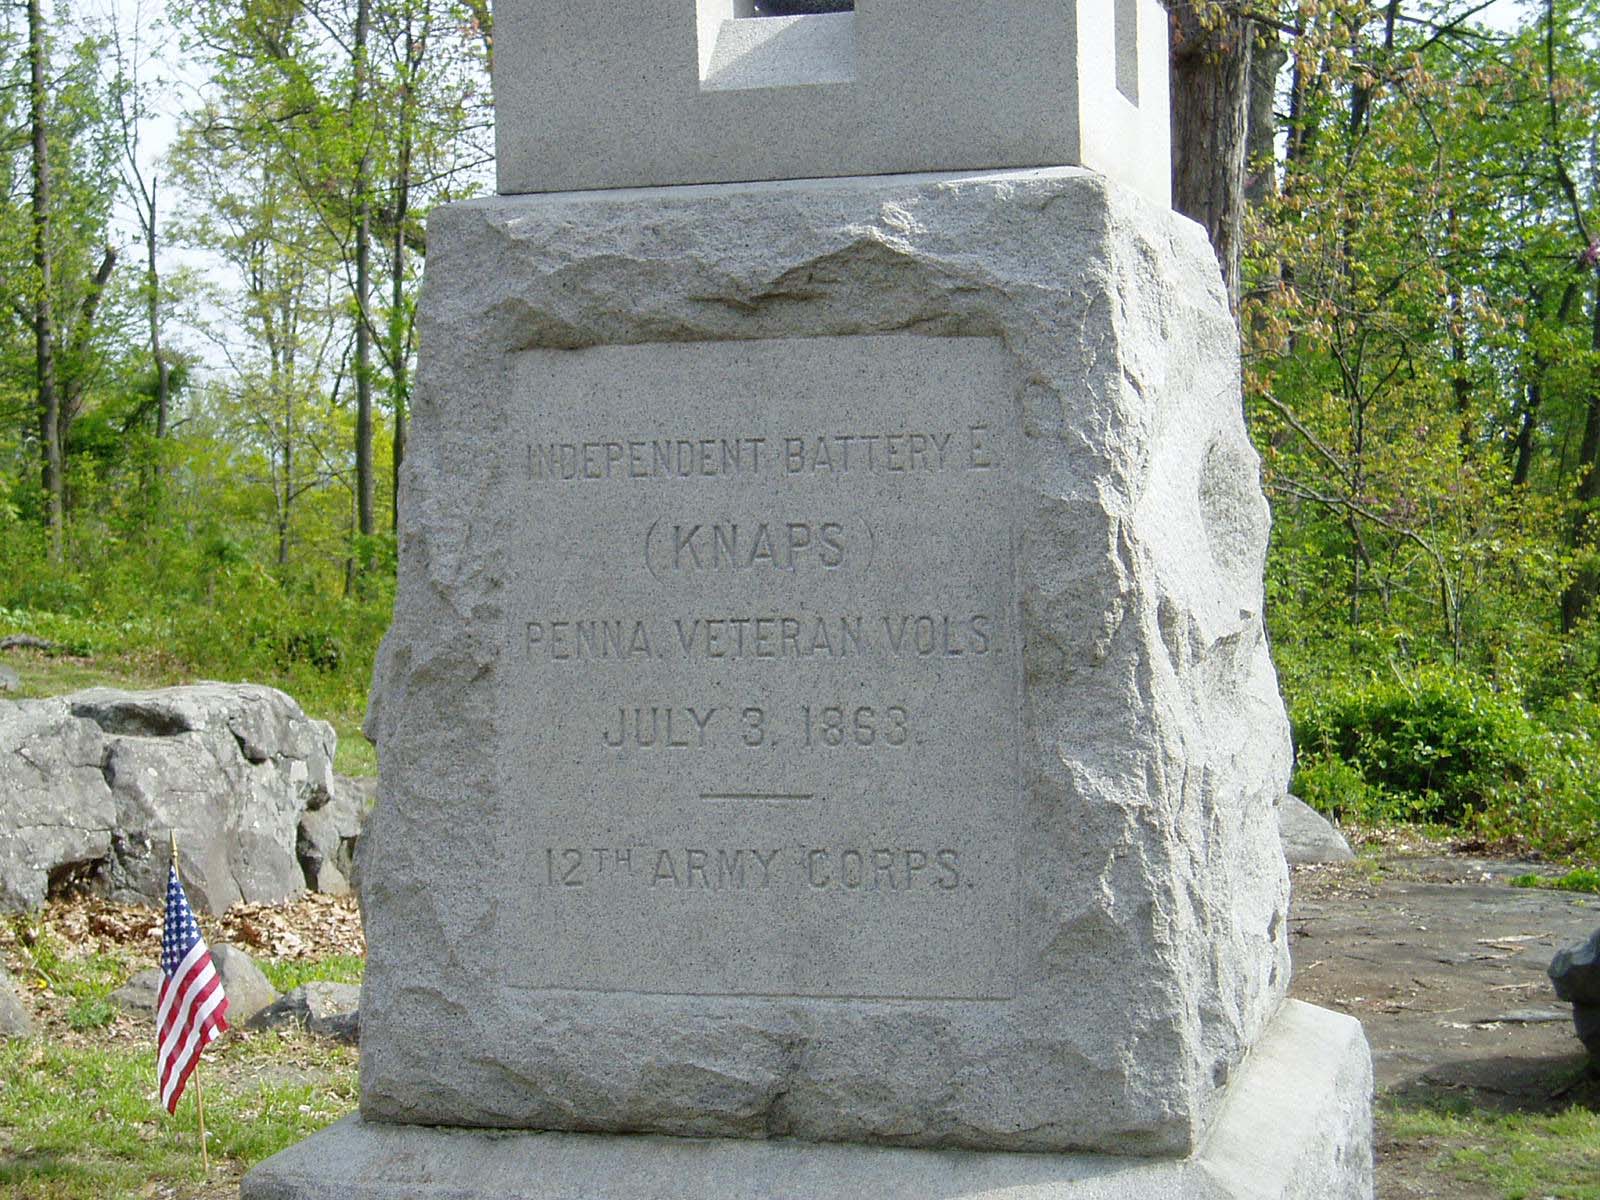 INDEPENDENT BATTERY E.
(KNAPS)
PENNA. VETERAN VOLS.
JULY 3, 1863.
12TH ARMY CORPS.